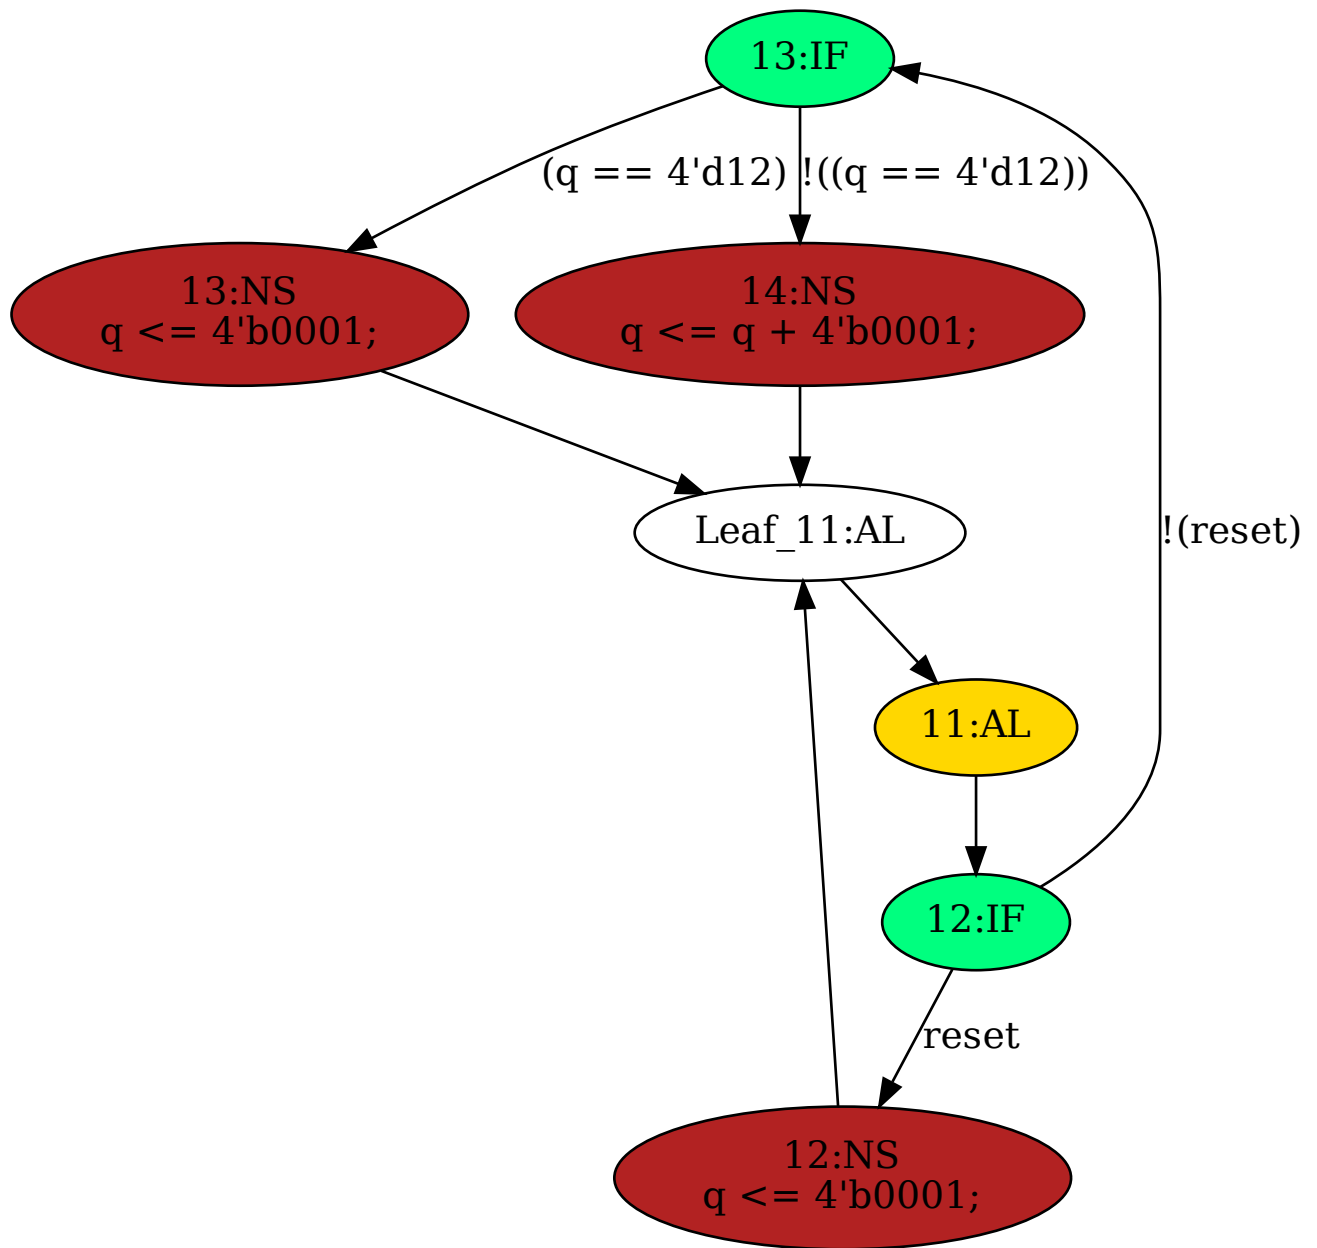 13:IF
(q == 4'd12)
!((q == 4'd12))
13:NS
q <= 4'b0001;
14:NS
q <= q + 4'b0001;
Leaf_11:AL
!(reset)
11:AL
12:IF
reset
12:NS
q <= 4'b0001;